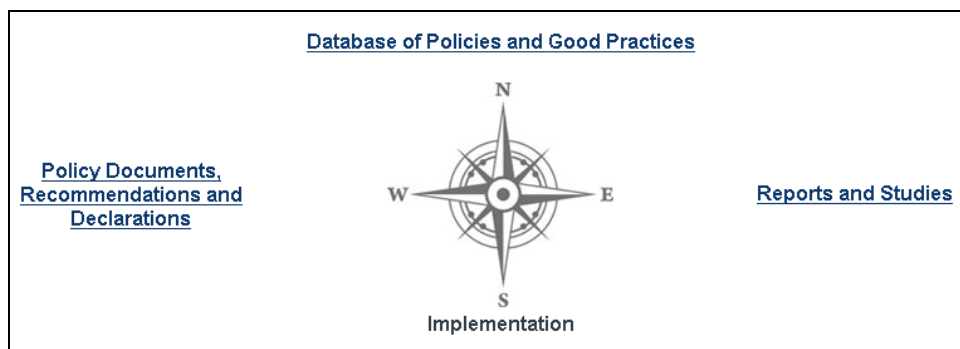 Database of Policies and Good Practices
N
Policy Documents,
Recommendations and
Declarations
W
E
Reports and Studies
S
Implementation